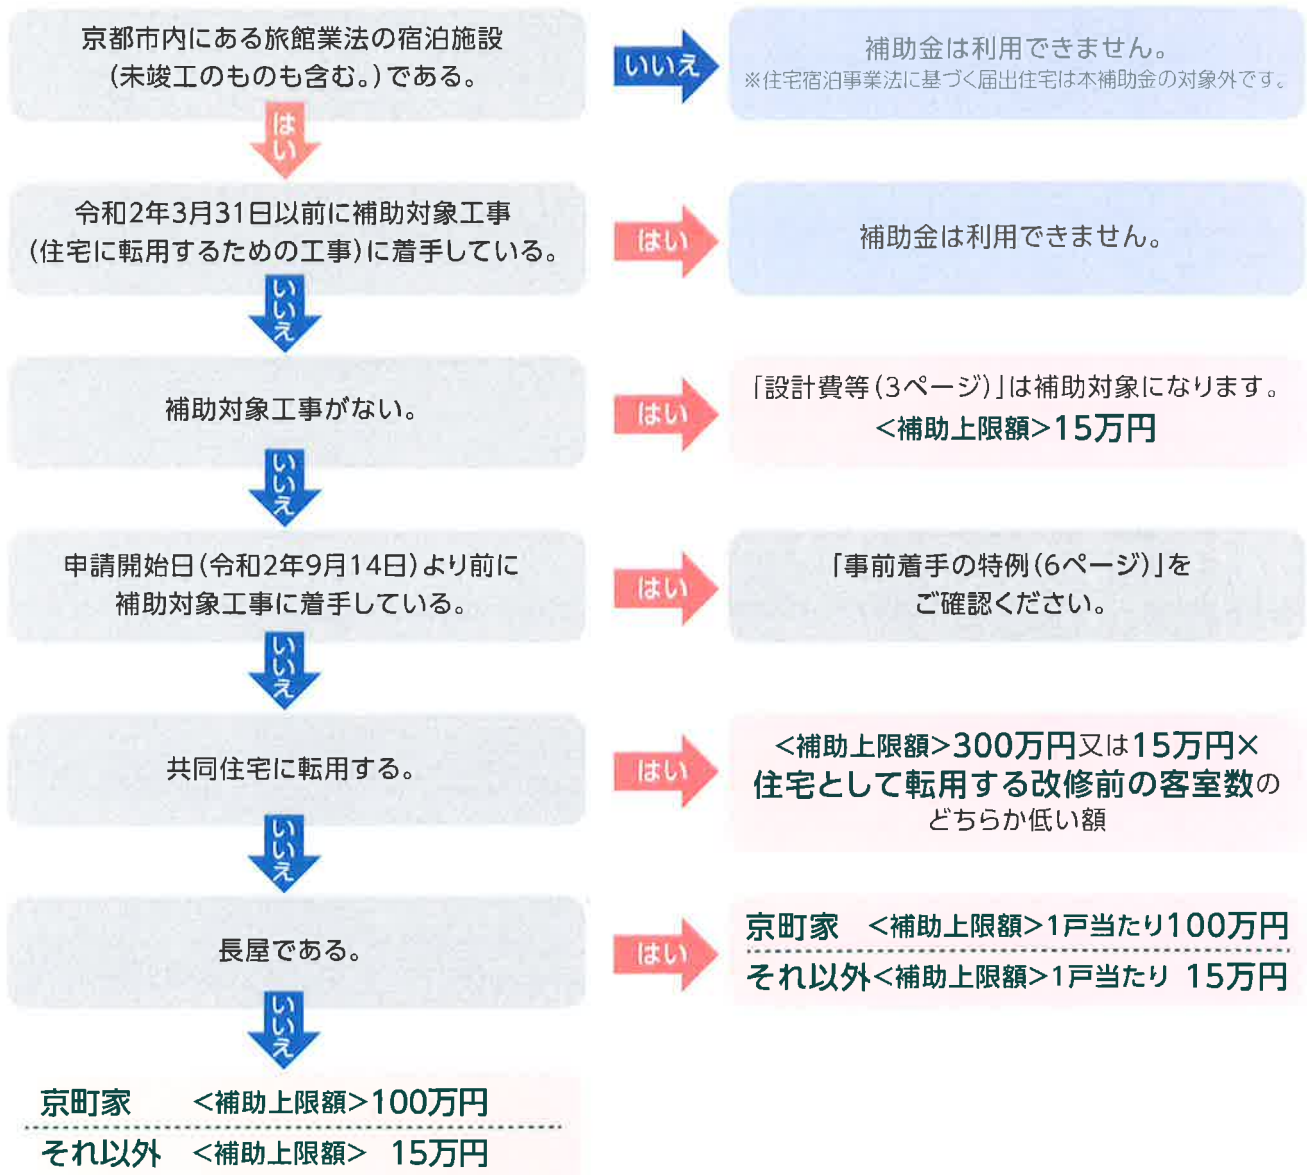 京都市内にある旅館業法の宿泊施設
(未竣工のものも含む。)である。
いいえ
補助金は利用できません。
※住宅宿泊事業法に基づく届出住宅は本補助金の対象外です。
はい
令和2年3月31日以前に補助対象工事
(住宅に転用するための工事)に着手している。
はい
補助金は利用できません。
いいえ
補助対象工事がない。
はい
「設計費等(3ページ)」は補助対象になります。
<補助上限額>15万円
いいえ
申請開始日(令和2年9月14日)より前に
補助対象工事に着手している。
はい
「事前着手の特例(6ページ)」を
ご確認ください。
いいえ
共同住宅に転用する。
はい
<補助上限額>300万円又は15万円×
住宅として転用する改修前の客室数の
どちらか低い額
いいえ
長屋である。
はい
京町家 <補助上限額>1戸当たり100万円
それ以外<補助上限額>1戸当たり 15万円
いいえ
京町家 <補助上限額>100万円
それ以外 <補助上限額> 15万円